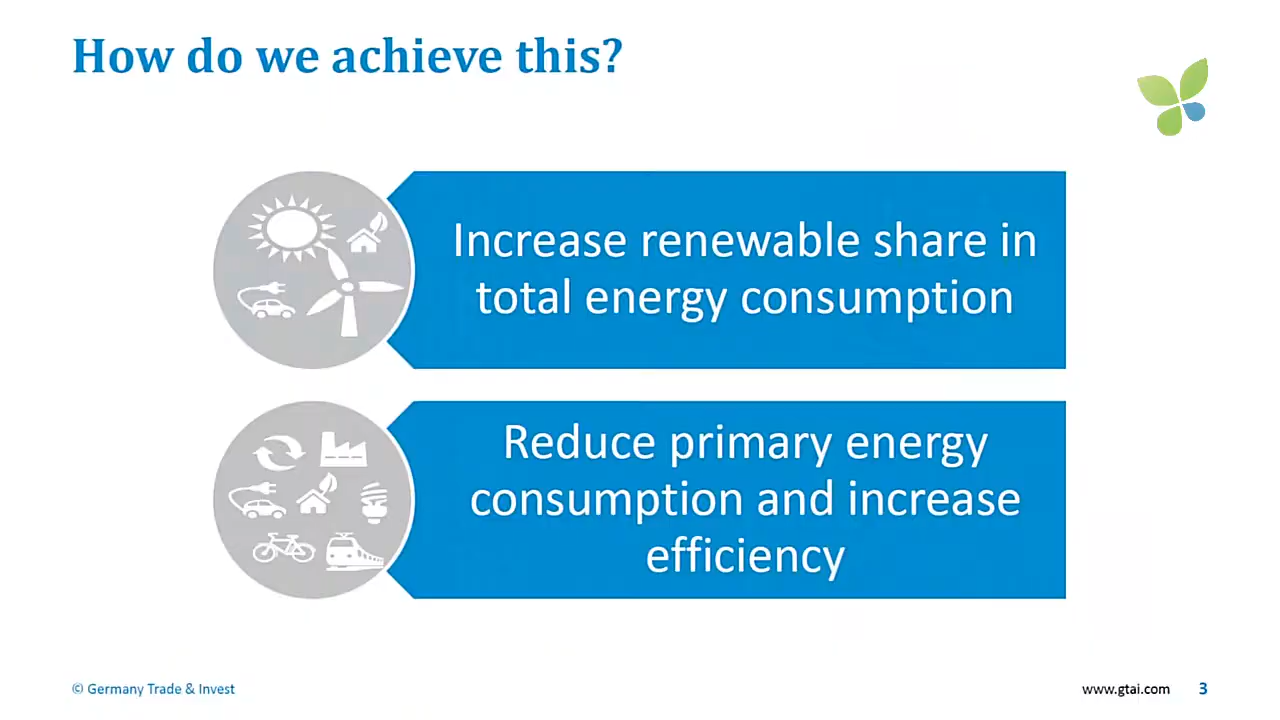 How do we achieve this?
Increase renewable share in
total energy consumption
Reduce primary energy
consumption and increase
efficiency
© Germany Trade & Invest
www.gtai.com
3